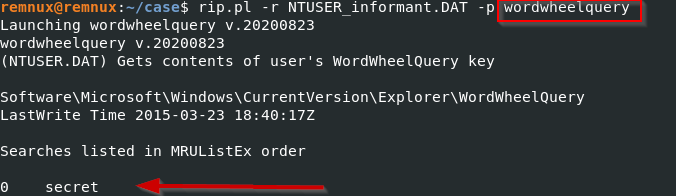 remnux@remnux:~/case$ rip.pl -r NTUSER_informant.DAT -p wordwheelquery
Launching wordwheelquery v.20200823
wordwheelquery v.20200823
(NTUSER.DAT) Gets contents of user's WordWheelQuery key
Software\Microsoft\Windows\CurrentVersion\Explorer\WordWheelQuery
LastWrite Time 2015-03-23 18:40:17Z
Searches listed in MRUListEx order
0    secret